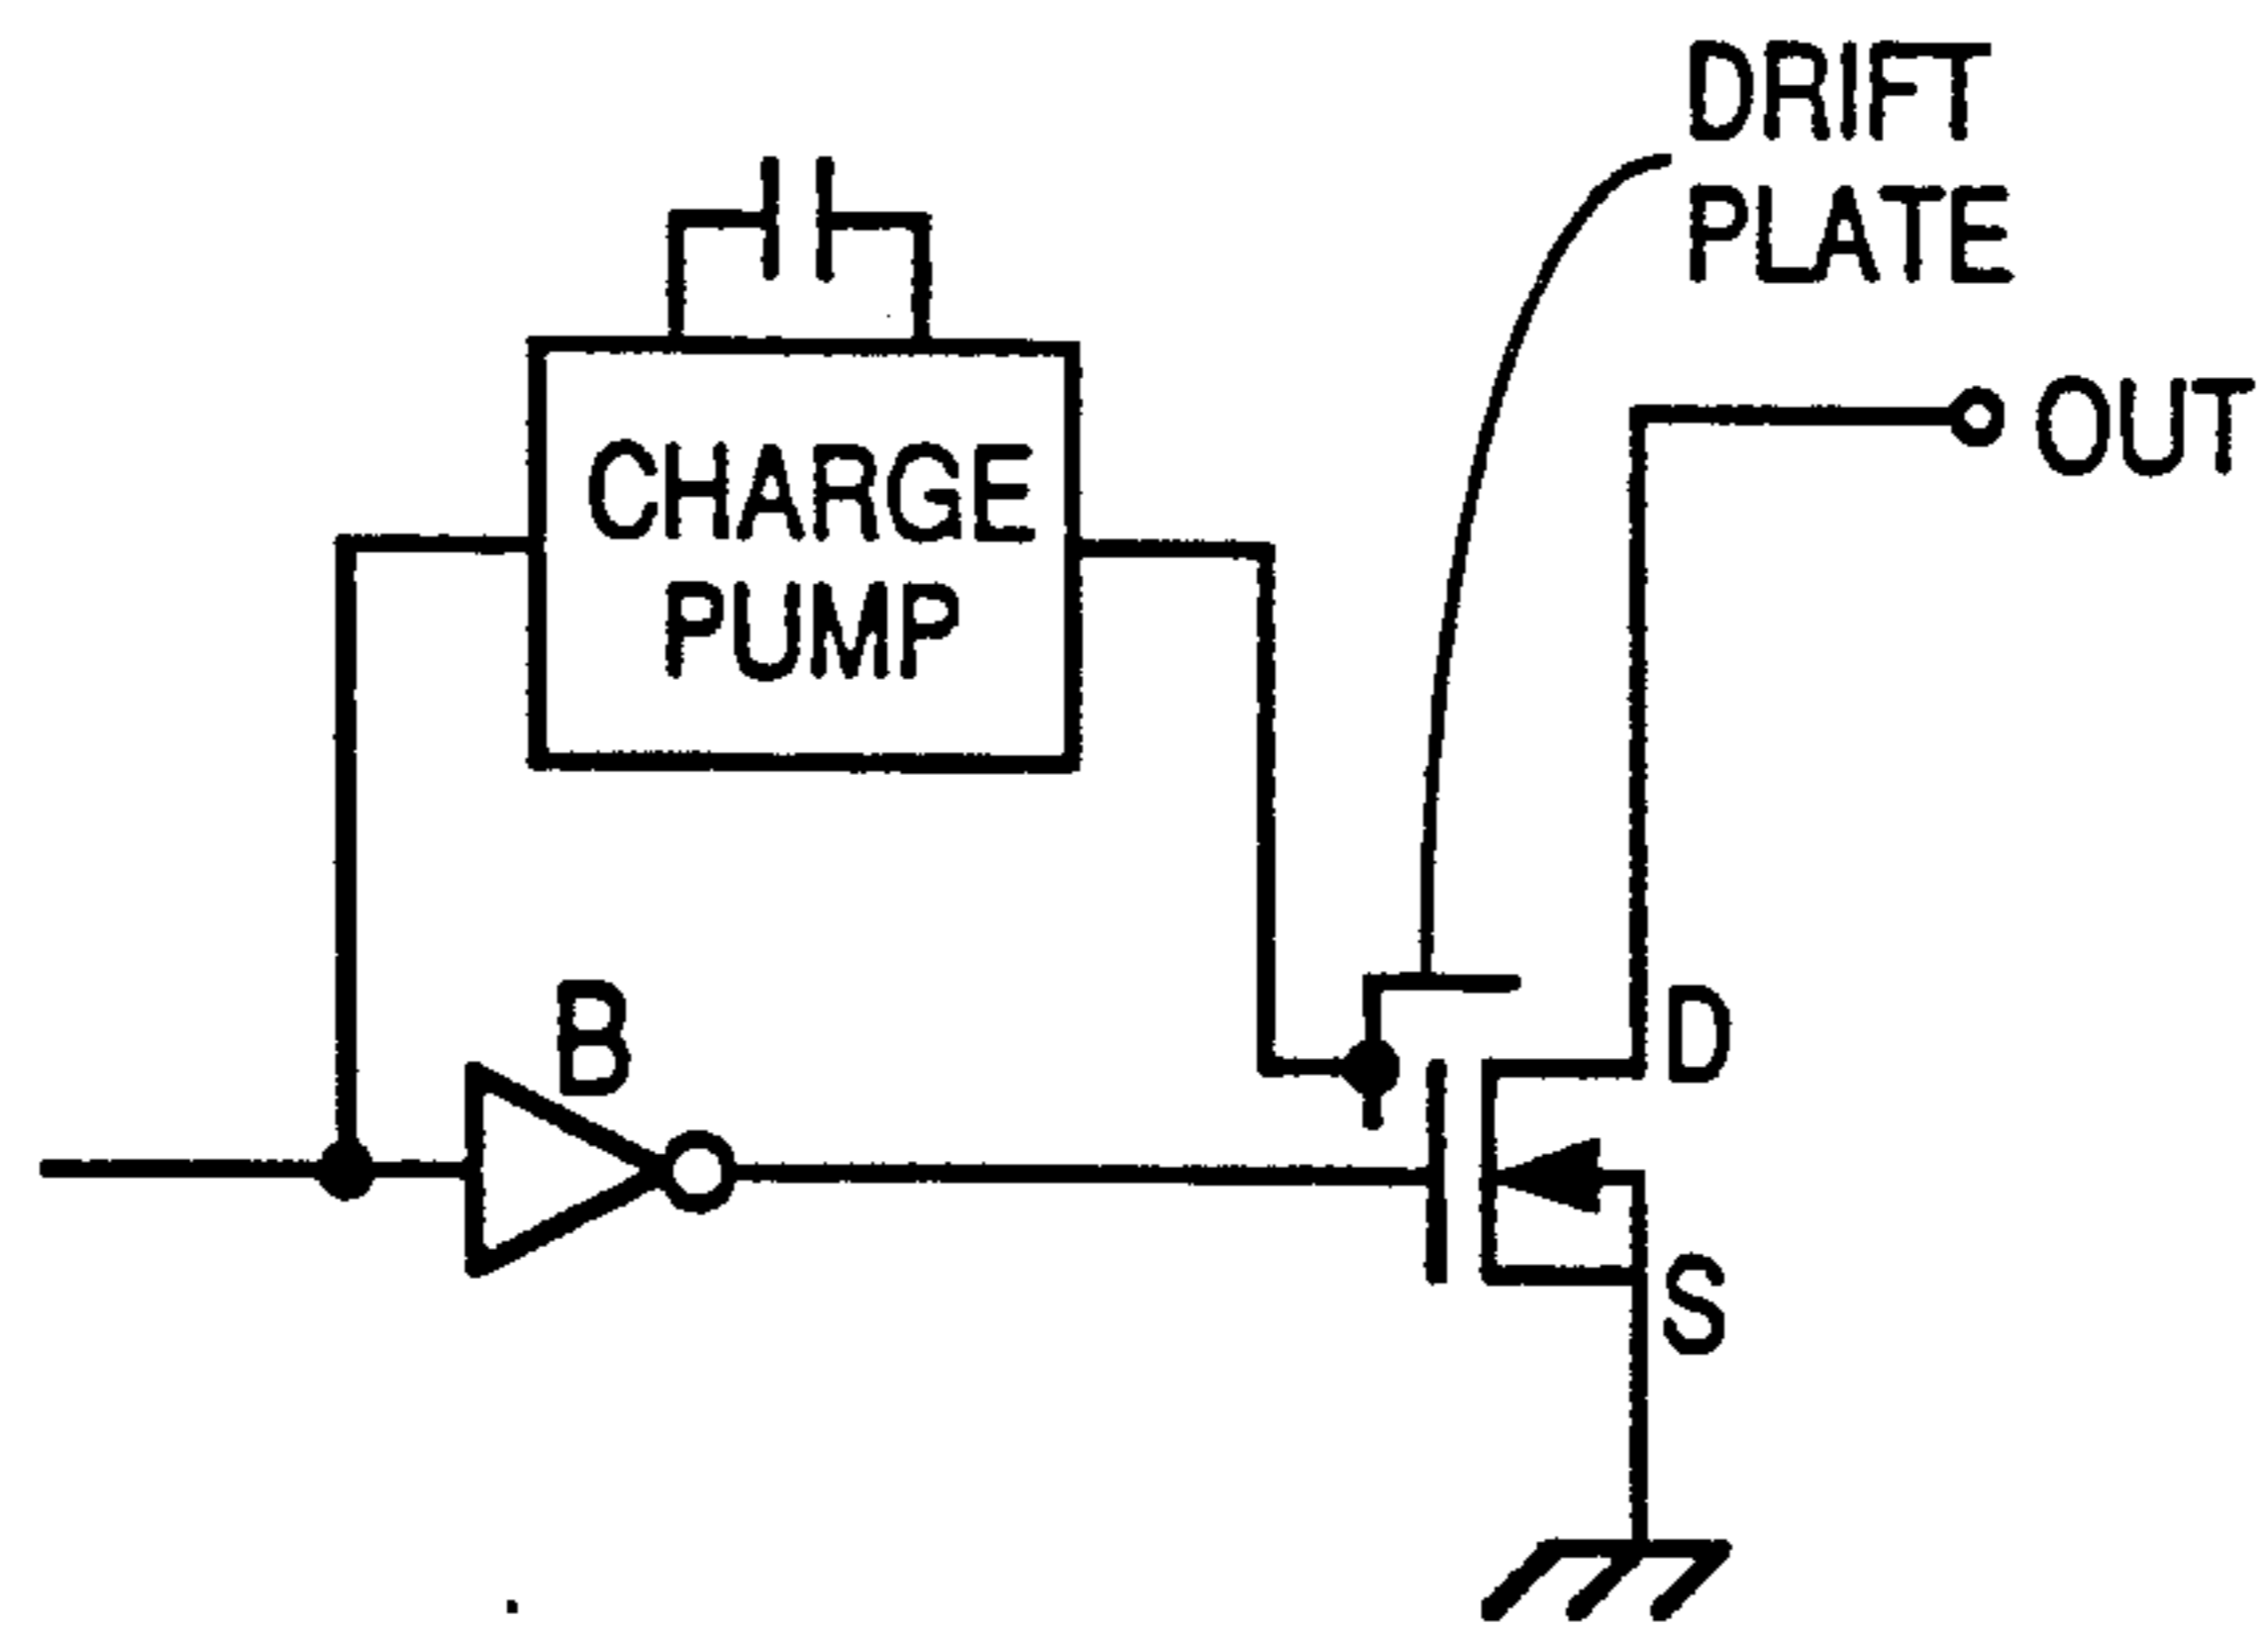 DRIFT
PLATE
OUT
CHARGE
PUMP
B
D
S